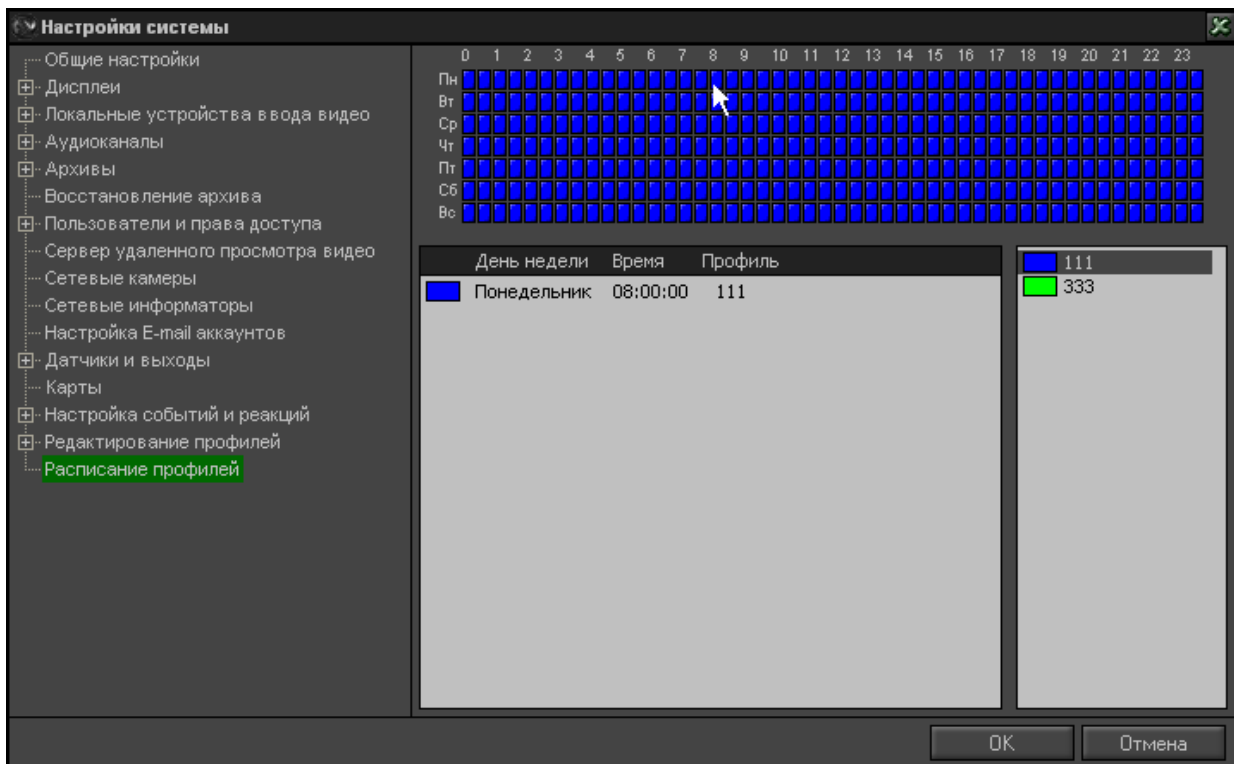 Настройки системы
Общие настройки
Дисплеи
Локальные устройства ввода видео
Аудиоканалы
Архивы
Восстановление архива
Пользователи и права доступа
Сервер удаленного просмотра видео
Сетевые камеры
Сетевые информаторы
Настройка E-mail аккаунтов
Датчики и выходы
Карты
Настройка событий и реакций
Редактирование профилей
Расписание профилей
0 1 2 3 4 5 6 7 8 9 10 11 12 13 14 15 16 17 18 19 20 21 22 23
Пн
Вт
Ср
Чт
Пт
Сб
Вс
День недели Время Профиль
Понедельник 08:00:00 111
111
333
OK Отмена